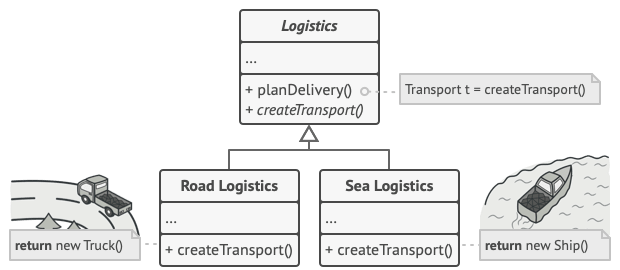 Logistics
...
+ planDelivery()
+ createTransport()
Transport t = createTransport()
Road Logistics
...
+ createTransport()
return new Truck()
Sea Logistics
...
+ createTransport()
return new Ship()